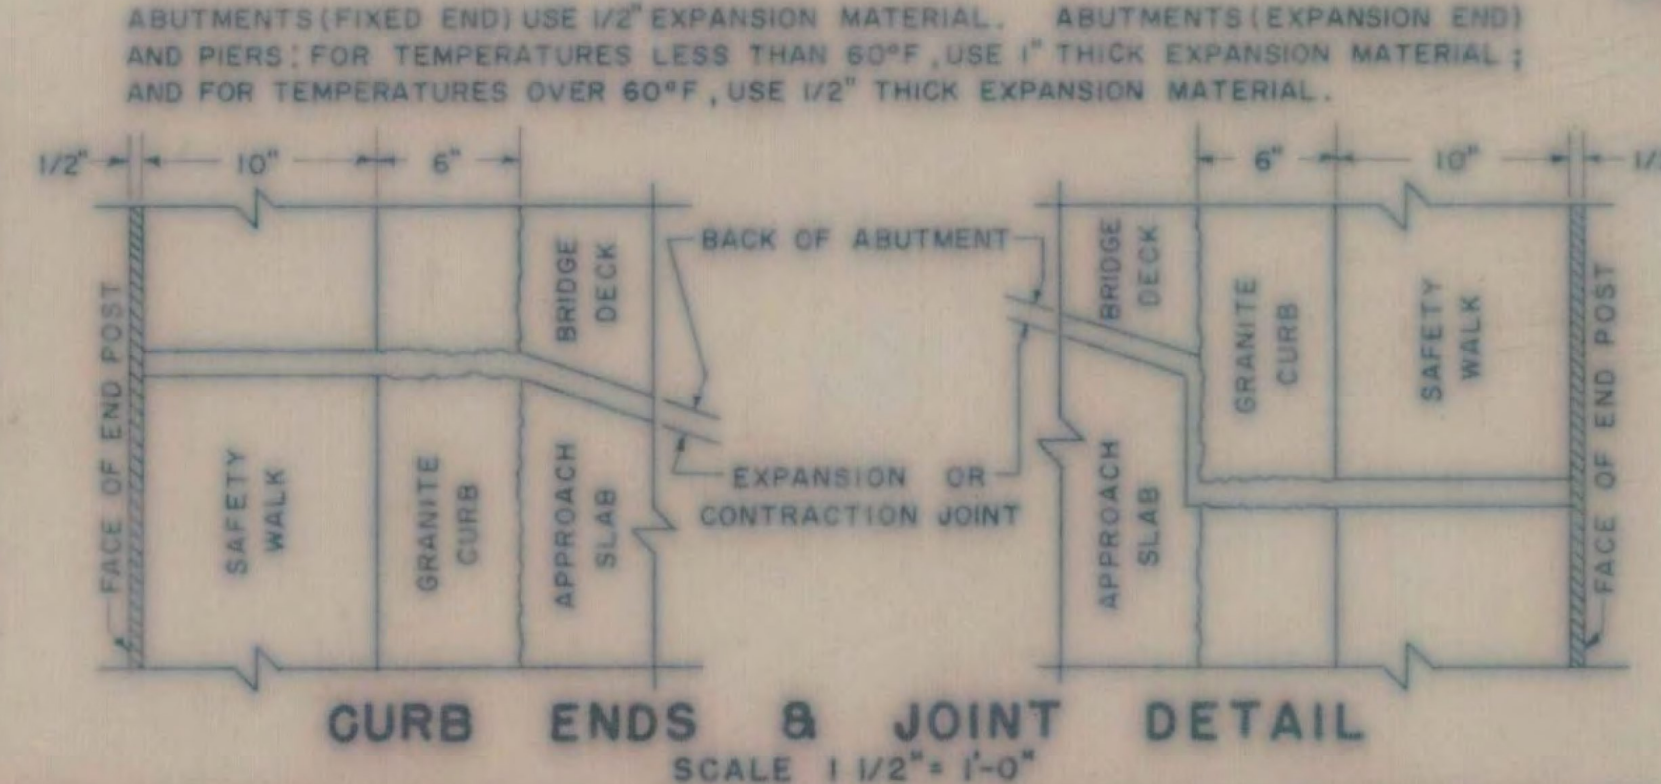 ABUTMENTS (FIXED END) USE 1/2" EXPANSION MATERIAL. ABUTMENTS (EXPANSION END)
AND PIERS: FOR TEMPERATURES LESS THAN 60°F, USE 1" THICK EXPANSION MATERIAL;
AND FOR TEMPERATURES OVER 60°F, USE 1/2" THICK EXPANSION MATERIAL.
1/2" 10" 6" 6" 10"
FACE OF END POST
SAFETY
WALK
GRANITE
CURB
BRIDGE
DECK
APPROACH
SLAB
BACK OF ABUTMENT
EXPANSION OR
CONTRACTION JOINT
BRIDGE
DECK
APPROACH
SLAB
GRANITE
CURB
SAFETY
WALK
FACE OF END POST
CURB ENDS & JOINT DETAIL
SCALE 1 1/2" = 1'-0"